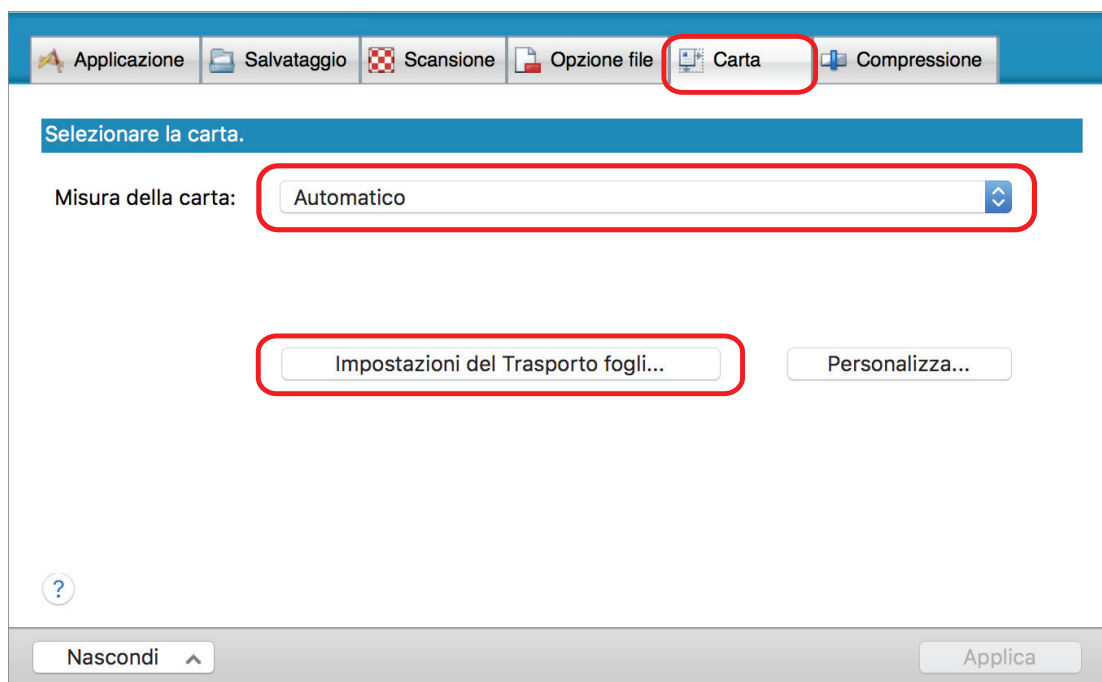 Applicazione Salvataggio Scansione Opzione file Carta Compressione
Selezionare la carta.
Misura della carta: Automatico
Impostazioni del Trasporto fogli... Personalizza...
?
Nascondi Applica